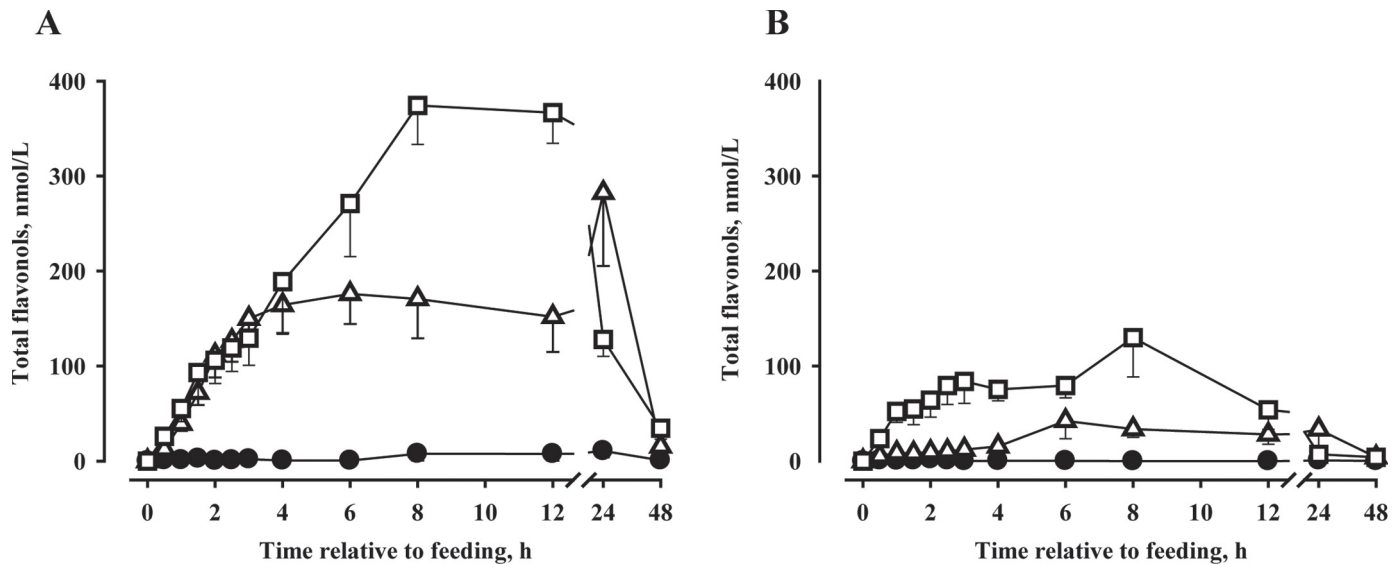 A
Total flavonols, nmol/L
400
300
200
100
0
0 2 4 6 8 10 12 24 48
Time relative to feeding, h
B
Total flavonols, nmol/L
400
300
200
100
0
0 2 4 6 8 10 12 24 48
Time relative to feeding, h